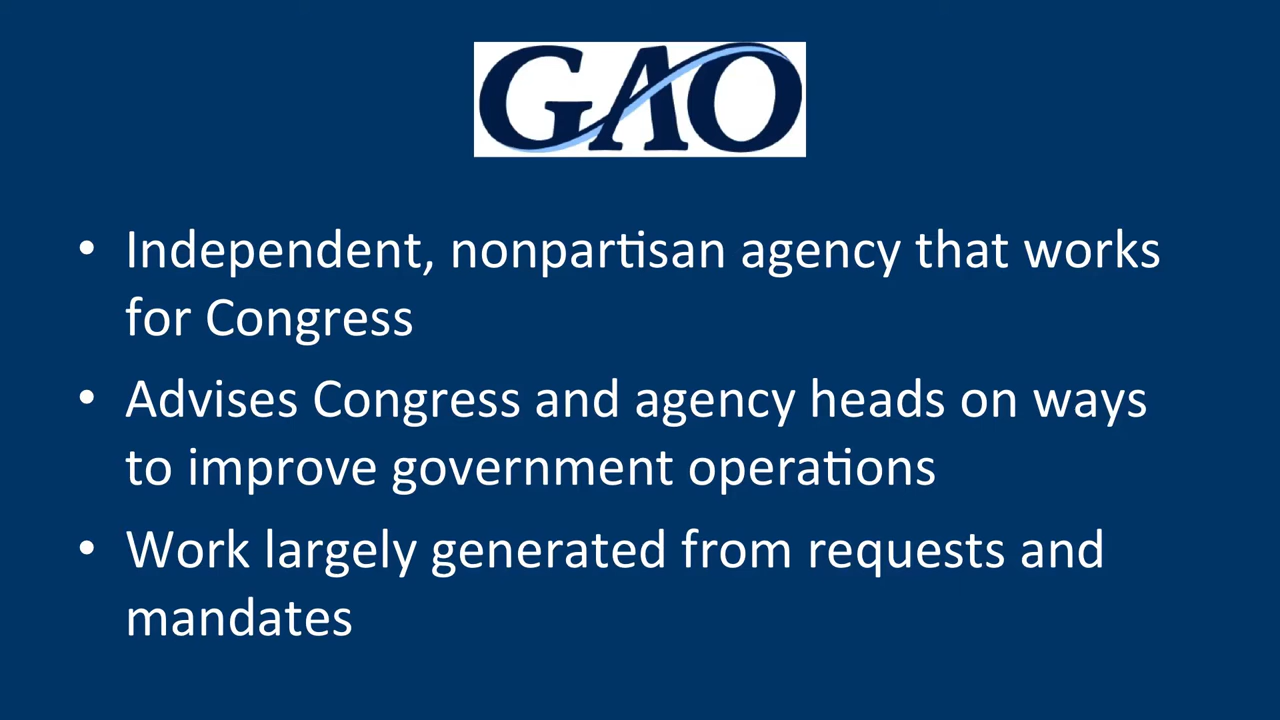 GAO
• Independent, nonpartisan agency that works
for Congress
• Advises Congress and agency heads on ways
to improve government operations
• Work largely generated from requests and
mandates